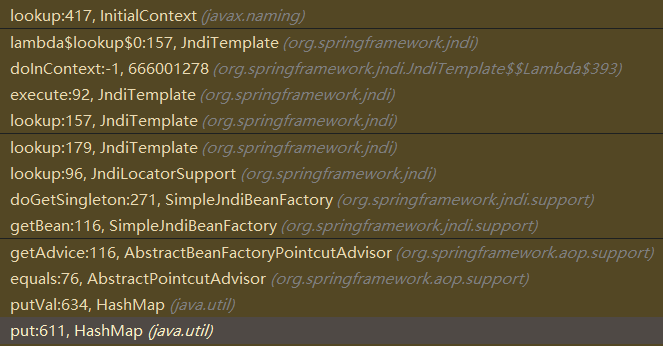 lookup:417, InitialContext (javax.naming)
lambda$lookup$0:157, JndiTemplate (org.springframework.jndi)
doInContext:-1, 666001278 (org.springframework.jndi.JndiTemplate$$Lambda$393)
execute:92, JndiTemplate (org.springframework.jndi)
lookup:157, JndiTemplate (org.springframework.jndi)
lookup:179, JndiTemplate (org.springframework.jndi)
lookup:96, JndiLocatorSupport (org.springframework.jndi)
doGetSingleton:271, SimpleJndiBeanFactory (org.springframework.jndi.support)
getBean:116, SimpleJndiBeanFactory (org.springframework.jndi.support)
getAdvice:116, AbstractBeanFactoryPointcutAdvisor (org.springframework.aop.support)
equals:76, AbstractPointcutAdvisor (org.springframework.aop.support)
putVal:634, HashMap (java.util)
put:611, HashMap (java.util)